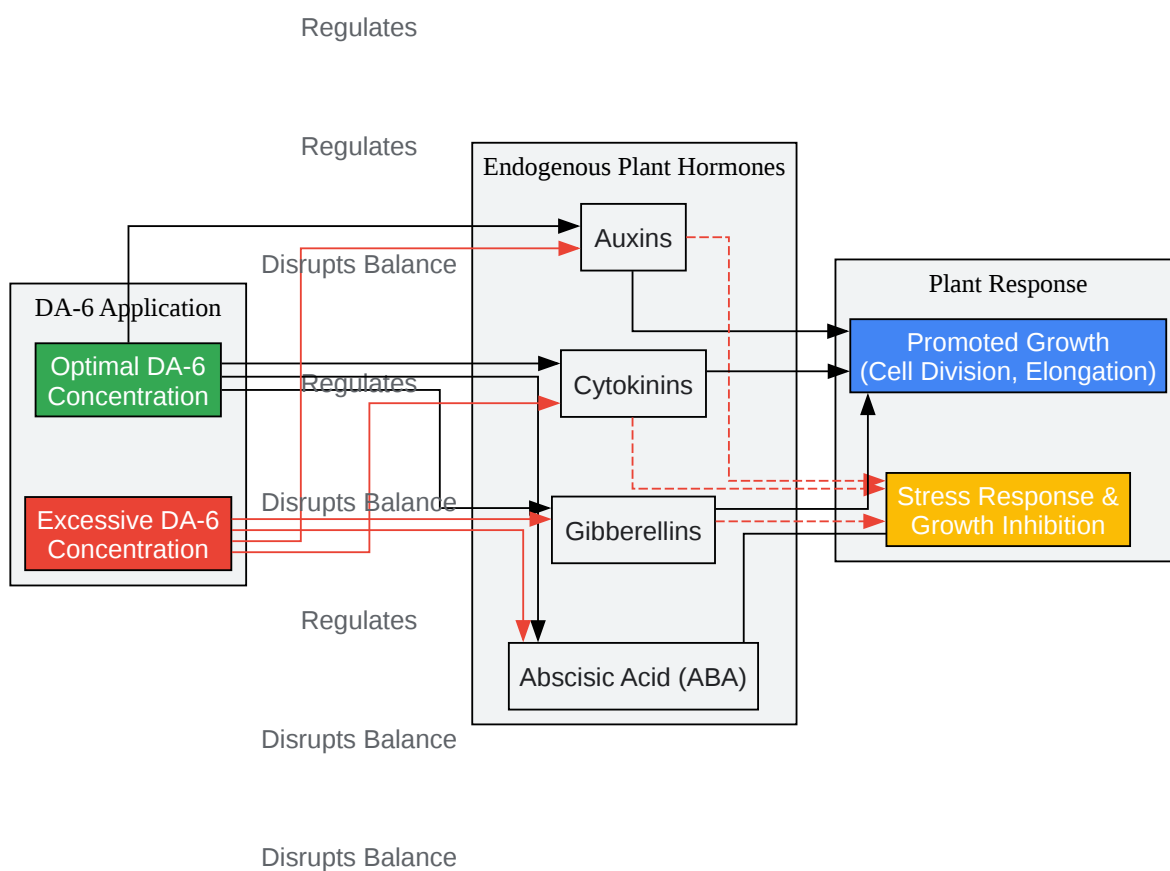 Regulates
Regulates
Endogenous Plant Hormones
Auxins
Disrupts Balance
Plant Response
DA-6 Application
Promoted Growth
(Cell Division, Elongation)
Optimal DA-6
Concentration
Regulates
Cytokinins
Disrupts Balance
Stress Response &
Growth Inhibition
Excessive DA-6
Concentration
Gibberellins
Regulates
Abscisic Acid (ABA)
Disrupts Balance
Disrupts Balance